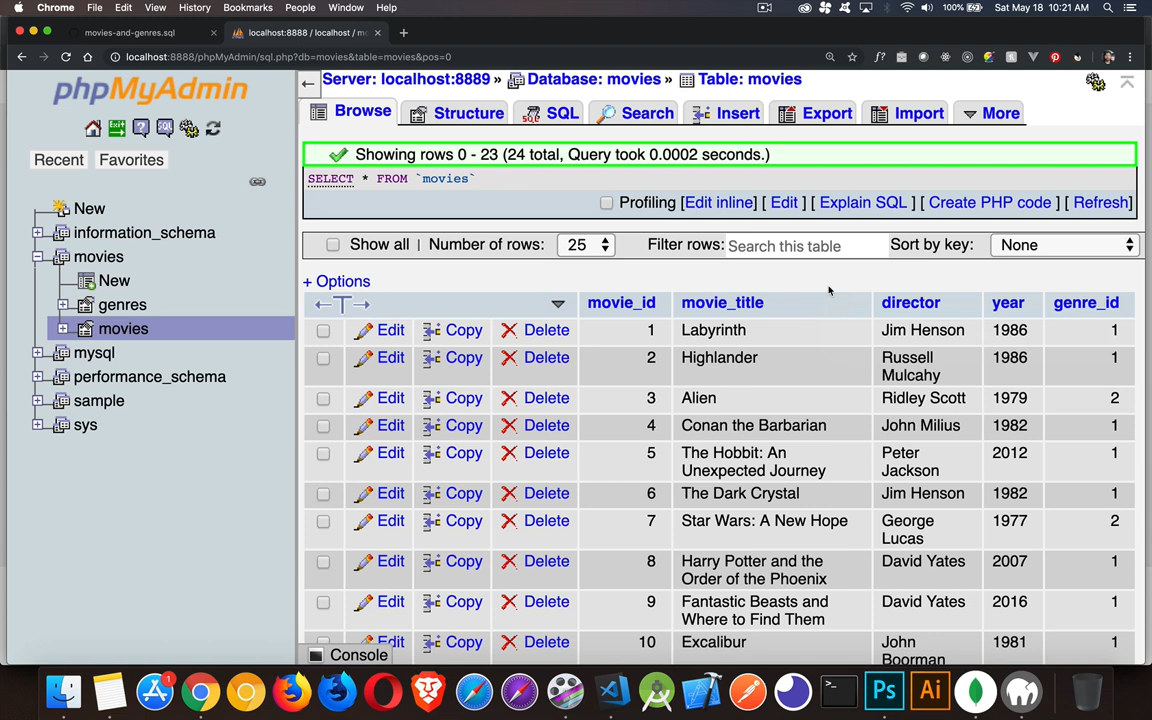 Chrome File Edit View History Bookmarks People Window Help 100% Sat May 18 10:21 AM
movies-and-genres.sql
localhost:8888 / localhost / mo
localhost:8888/phpMyAdmin/sql.php?db=movies&table=movies&pos=0
phpMyAdmin
Recent Favorites
New
information_schema
movies
New
genres
movies
mysql
performance_schema
sample
sys
Server: localhost:8889 » Database: movies » Table: movies
Browse Structure SQL Search Insert Export Import More
Showing rows 0 - 23 (24 total, Query took 0.0002 seconds.)
SELECT * FROM `movies`
Profiling [Edit inline] [ Edit ] [ Explain SQL ] [ Create PHP code ] [ Refresh]
Show all | Number of rows: 25 Filter rows: Search this table Sort by key: None
+ Options
←T→ movie_id movie_title director year genre_id
Edit Copy Delete 1 Labyrinth Jim Henson 1986 1
Edit Copy Delete 2 Highlander Russell 1986 1
Mulcahy
Edit Copy Delete 3 Alien Ridley Scott 1979 2
Edit Copy Delete 4 Conan the Barbarian John Milius 1982 1
Edit Copy Delete 5 The Hobbit: An Peter 2012 1
Unexpected Journey Jackson
Edit Copy Delete 6 The Dark Crystal Jim Henson 1982 1
Edit Copy Delete 7 Star Wars: A New Hope George 1977 2
Lucas
Edit Copy Delete 8 Harry Potter and the David Yates 2007 1
Order of the Phoenix
Edit Copy Delete 9 Fantastic Beasts and David Yates 2016 1
Where to Find Them
Edit Copy Delete 10 Excalibur John 1981 1
Boorman
Console
1
Ps Ai